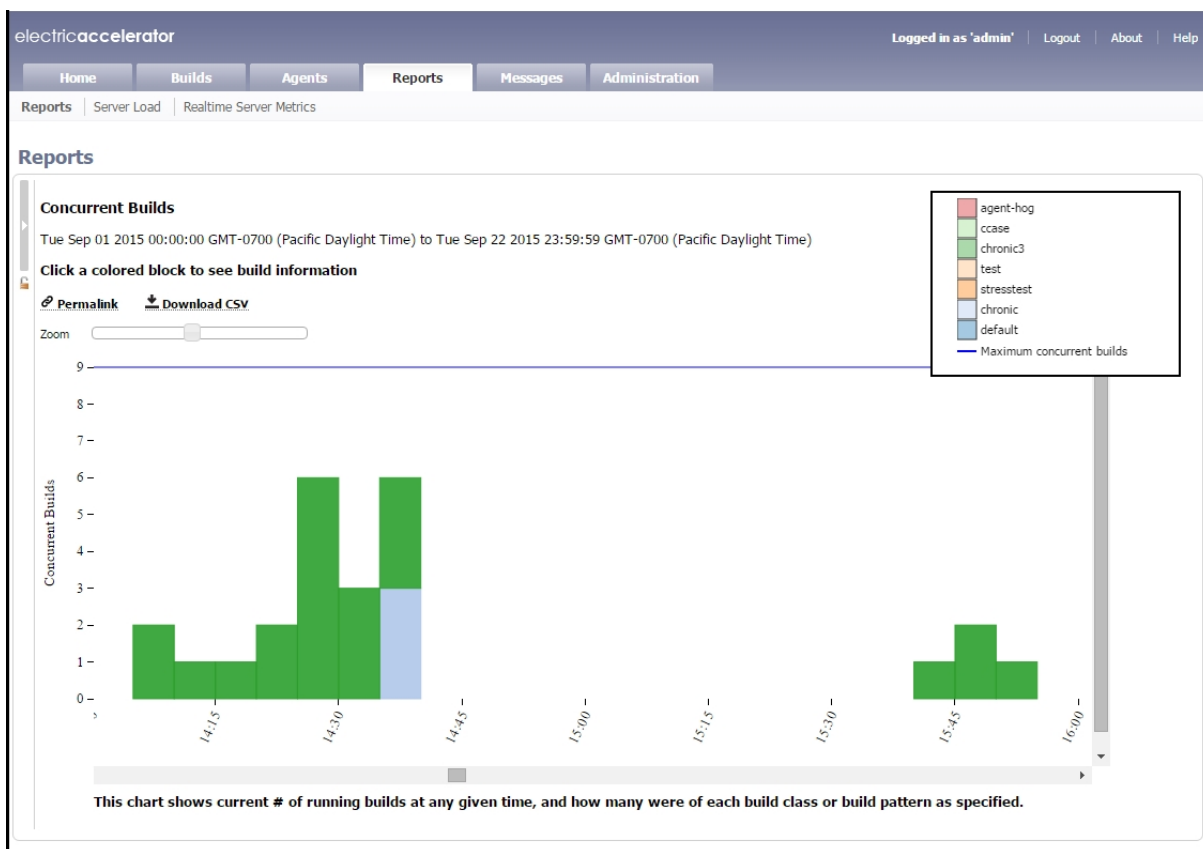 electricaccelerator
Logged in as 'admin' | Logout | About | Help
Home Builds Agents Reports Messages Administration
Reports | Server Load | Realtime Server Metrics
Reports
Concurrent Builds
Tue Sep 01 2015 00:00:00 GMT-0700 (Pacific Daylight Time) to Tue Sep 22 2015 23:59:59 GMT-0700 (Pacific Daylight Time)
Click a colored block to see build information
Permalink Download CSV
Zoom
agent-hog
ccase
chronic3
test
stresstest
chronic
default
Maximum concurrent builds
Concurrent Builds
9
8
7
6
5
4
3
2
1
0
14:15 14:30 14:45 15:00 15:15 15:30 15:45 16:00
This chart shows current # of running builds at any given time, and how many were of each build class or build pattern as specified.